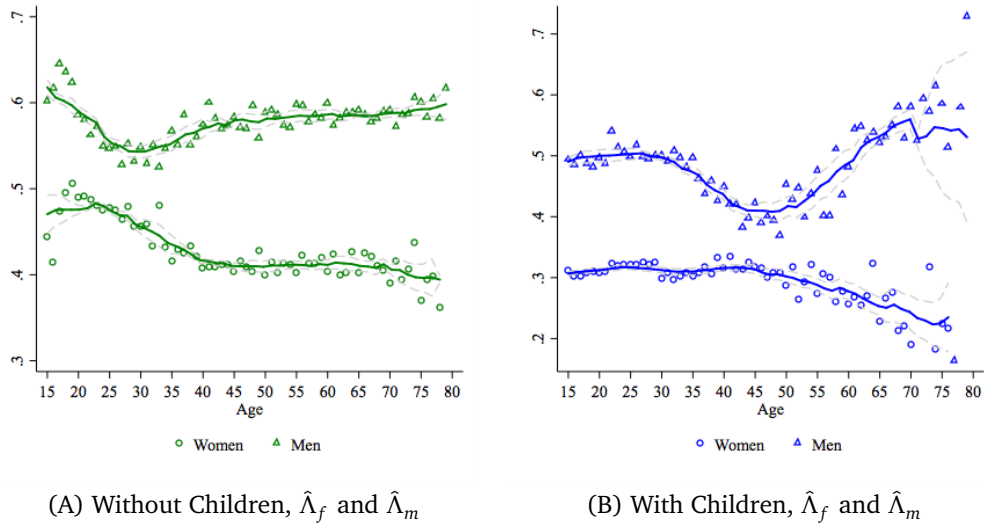 .7
.6
.5
.4
.3
15 20 25 30 35 40 45 50 55 60 65 70 75 80
Age
Women Men
(A) Without Children, Λ̂_f and Λ̂_m
.7
.6
.5
.4
.3
.2
15 20 25 30 35 40 45 50 55 60 65 70 75 80
Age
Women Men
(B) With Children, Λ̂_f and Λ̂_m